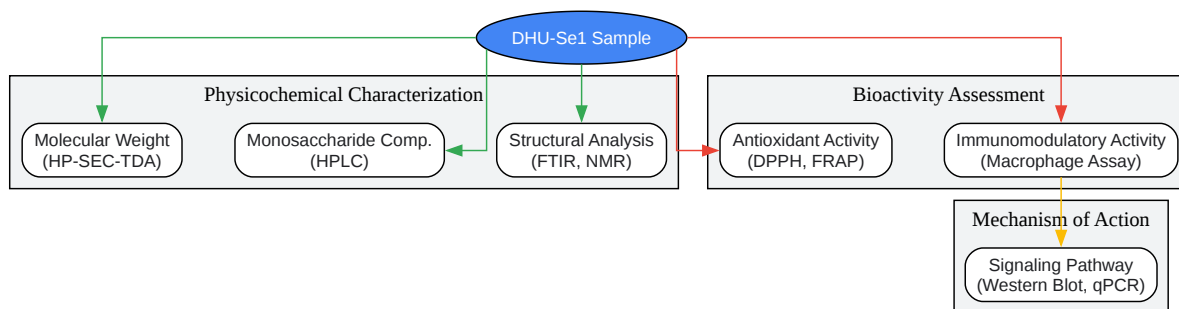 DHU-Se1 Sample
Physicochemical Characterization
Bioactivity Assessment
Molecular Weight
(HP-SEC-TDA)
Monosaccharide Comp.
(HPLC)
Structural Analysis
(FTIR, NMR)
Antioxidant Activity
(DPPH, FRAP)
Immunomodulatory Activity
(Macrophage Assay)
Mechanism of Action
Signaling Pathway
(Western Blot, qPCR)